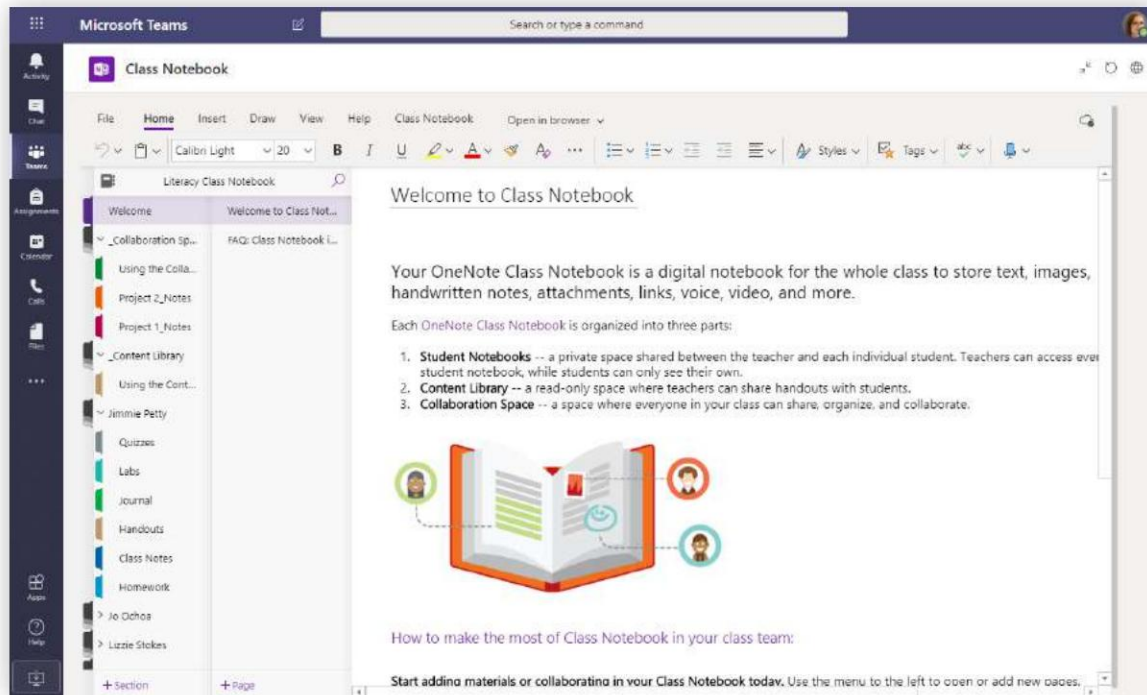 Microsoft Teams
Search or type a command
Activity
Class Notebook
Chat
File Home Insert Draw View Help Class Notebook Open in browser
Teams
Calibri Light 20 B I U A A Styles Tags abc
Assignments
Literacy Class Notebook
Welcome to Class Notebook
Welcome
Welcome to Class Not...
Calendar
_Collaboration Sp...
FAQ: Class Notebook i...
Using the Colla...
Calls
Project 2_Notes
Project 1_Notes
Files
_Content Library
Using the Cont...
Jimmie Petty
Quizzes
Labs
Journal
Handouts
Class Notes
Homework
Jo Ochoa
Lizzie Stokes
+ Section
+ Page
Apps
Help
Your OneNote Class Notebook is a digital notebook for the whole class to store text, images,
handwritten notes, attachments, links, voice, video, and more.
Each OneNote Class Notebook is organized into three parts:
1. Student Notebooks -- a private space shared between the teacher and each individual student. Teachers can access ever
student notebook, while students can only see their own.
2. Content Library -- a read-only space where teachers can share handouts with students.
3. Collaboration Space -- a space where everyone in your class can share, organize, and collaborate.
How to make the most of Class Notebook in your class team:
Start adding materials or collaborating in your Class Notebook today. Use the menu to the left to open or add new pages.